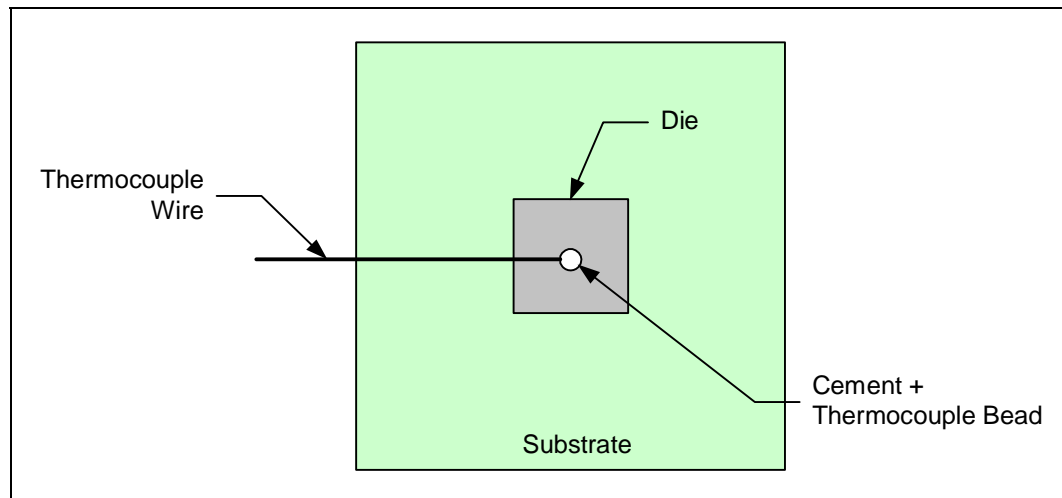 Die
Thermocouple
Wire
Cement +
Thermocouple Bead
Substrate